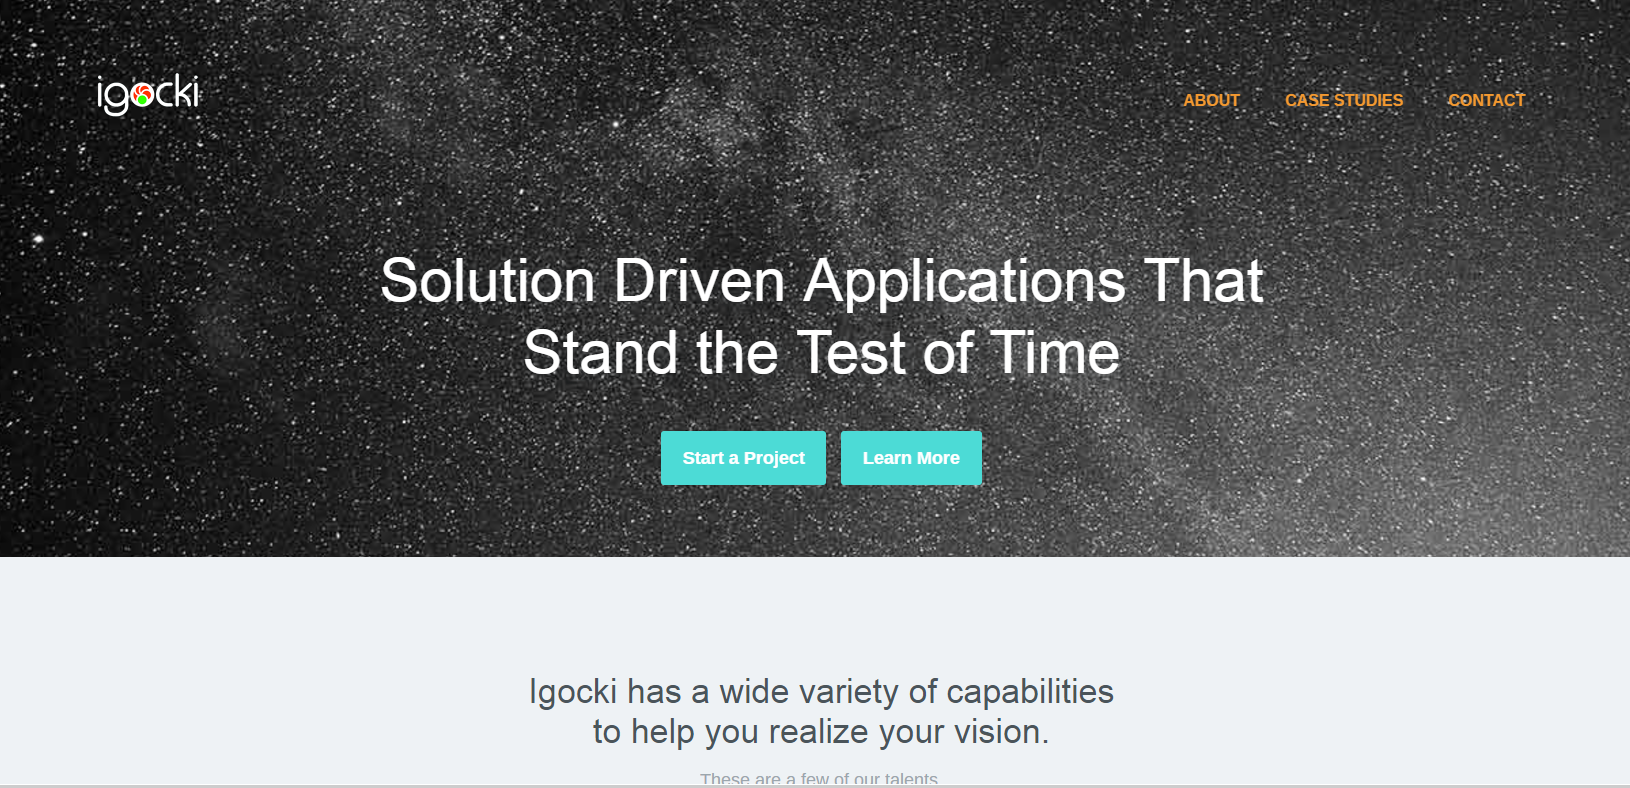 igocki
ABOUT CASE STUDIES CONTACT
Solution Driven Applications That
Stand the Test of Time
Start a Project Learn More
Igocki has a wide variety of capabilities
to help you realize your vision.
These are a few of our talents